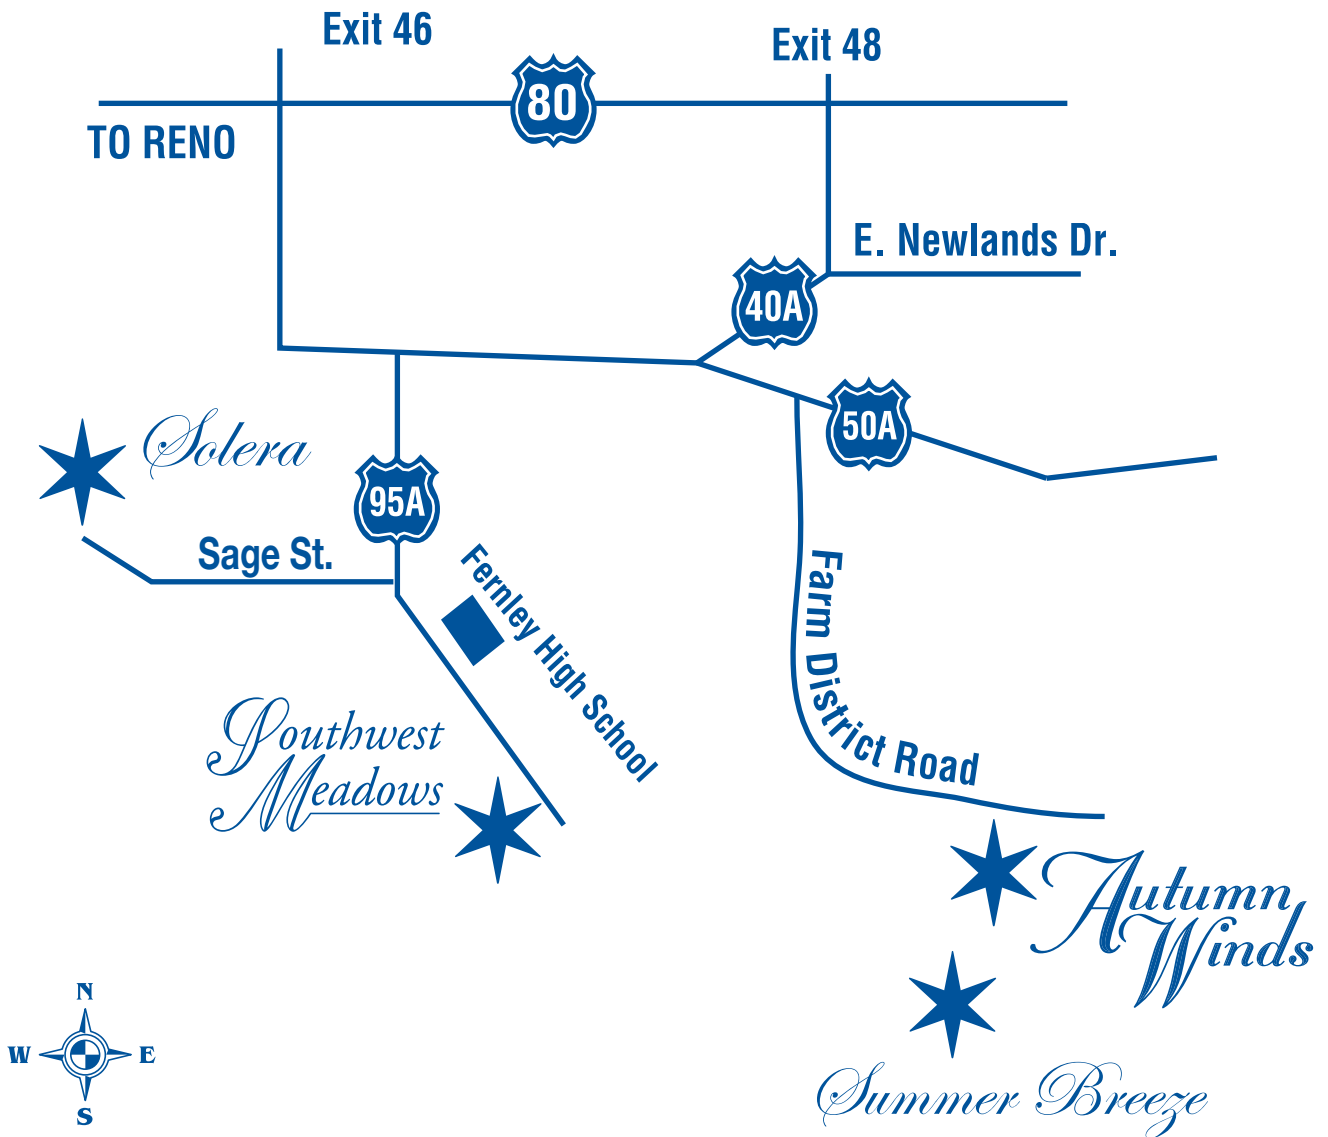 Exit 46
Exit 48
80
TO RENO
E. Newlands Dr.
40A
50A
Solera
95A
Sage St.
Fernley High School
Farm District Road
Southwest
Meadows
Autumn
Winds
Summer Breeze
N
W E
S